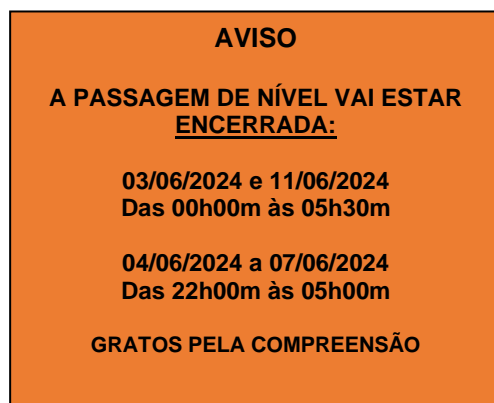 AVISO
A PASSAGEM DE NÍVEL VAI ESTAR
ENCERRADA:
03/06/2024 e 11/06/2024
Das 00h00m às 05h30m
04/06/2024 a 07/06/2024
Das 22h00m às 05h00m
GRATOS PELA COMPREENSÃO